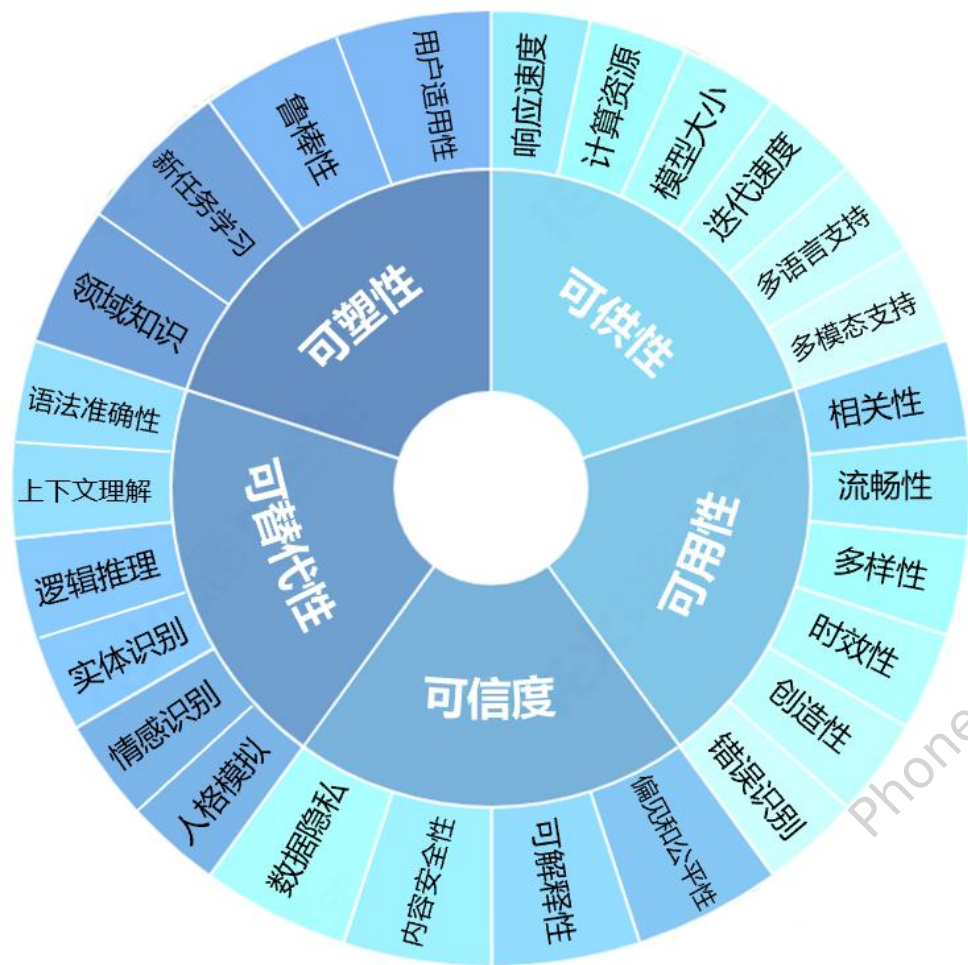 可塑性
用户适用性
鲁棒性
新任务学习
领域知识
可供性
响应速度
计算资源
模型大小
迭代速度
多语言支持
多模态支持
可用性
相关性
流畅性
多样性
时效性
创造性
错误识别
可信度
偏见和公平性
可解释性
内容安全性
数据隐私
可替代性
人格模拟
情感识别
实体识别
逻辑推理
上下文理解
语法准确性
Phone